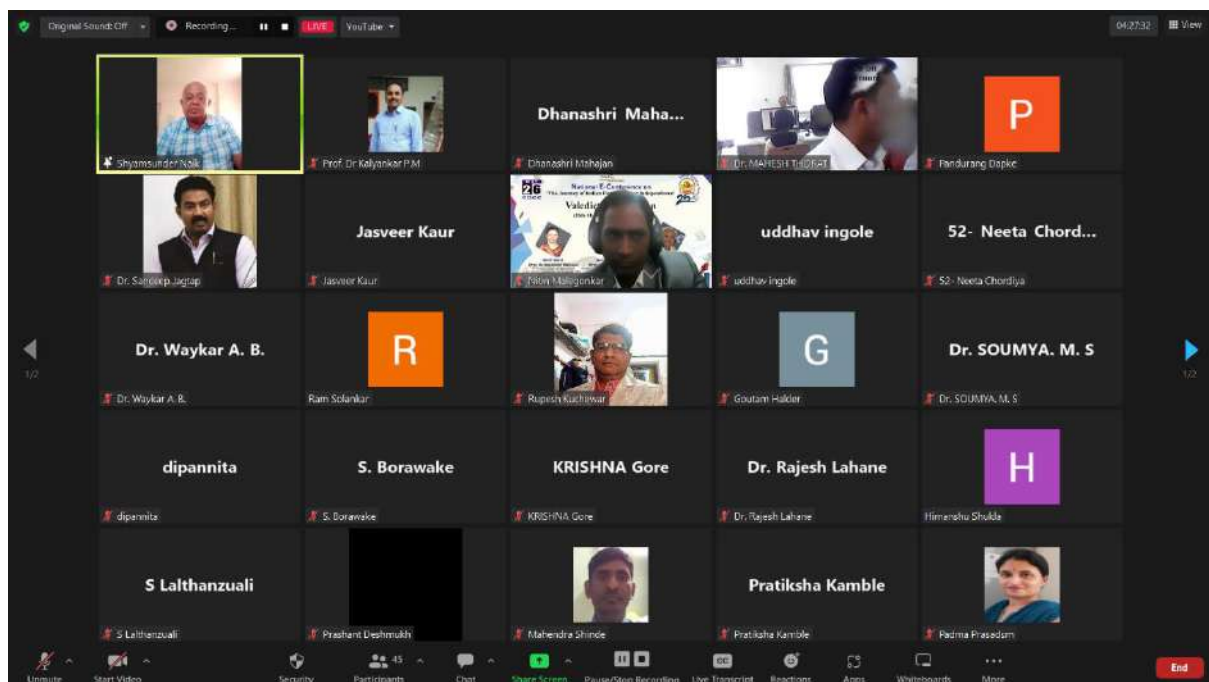 Original Sound: Off
Recording...
LIVE
YouTube
04:27:32
View
Shyamsunder Naik
Prof. Dr Kalyankar P.M
Dhanashri Maha...
Dhanashri Mahajan
Dr. MAHESH THORAT
P
Pandurang Dapke
Dr. Sandeep Jagtap
Jasveer Kaur
Jasveer Kaur
26
National E-Conference on
Nitin Malegonkar
uddhav ingole
uddhav ingole
52- Neeta Chord...
52- Neeta Chordiya
1/2
Dr. Waykar A. B.
Dr. Waykar A. B.
R
Ram Solankar
Rupesh Kuchewar
G
Goutam Halder
Dr. SOUMYA. M. S
Dr. SOUMYA. M. S
1/2
dipannita
dipannita
S. Borawake
S. Borawake
KRISHNA Gore
KRISHNA Gore
Dr. Rajesh Lahane
Dr. Rajesh Lahane
H
Himanshu Shukla
S Lalthanzuali
S Lalthanzuali
Prashant Deshmukh
Mahendra Shinde
Pratiksha Kamble
Pratiksha Kamble
Padma Prasadsm
Unmute
Start Video
Security
Participants
45
Chat
Share Screen
Pause/Stop Recording
CC
Live Transcript
Reactions
Apps
Whiteboards
More
End